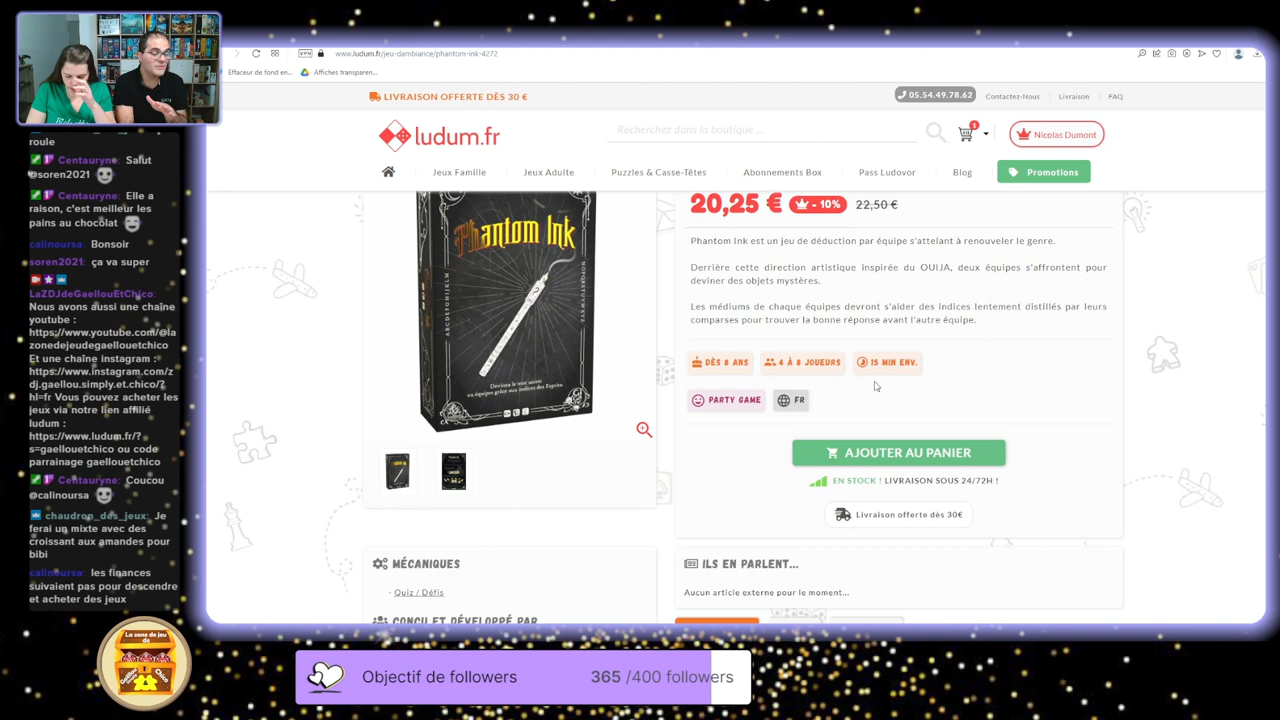 www.ludum.fr/jeu-dambiance/phantom-ink-4272
VPN
Effaceur de fond en...
Affiches transparen...
LIVRAISON OFFERTE DÈS 30 €
05.54.49.78.62
Contactez-Nous
Livraison
FAQ
ludum.fr
Recherchez dans la boutique ...
1
Nicolas Dumont
Jeux Famille
Jeux Adulte
Puzzles & Casse-Têtes
Abonnements Box
Pass Ludovor
Blog
Promotions
20,25 €
- 10%
22,50 €
Phantom Ink est un jeu de déduction par équipe s'attelant à renouveler le genre.
Derrière cette direction artistique inspirée du OUIJA, deux équipes s'affrontent pour
deviner des objets mystères.
Les médiums de chaque équipes devront s'aider des indices lentement distillés par leurs
comparses pour trouver la bonne réponse avant l'autre équipe.
DÈS 8 ANS
4 À 8 JOUEURS
15 MIN ENV.
PARTY GAME
FR
AJOUTER AU PANIER
EN STOCK ! LIVRAISON SOUS 24/72H !
Livraison offerte dès 30€
Phantom Ink
ABCDEFGHIJKLM
NOPQRSTUVWXYZ
Devinez le mot secret
en équipes grâce aux indices des Esprits.
MÉCANIQUES
- Quiz / Défis
CONÇU ET DÉVELOPPÉ PAR
ILS EN PARLENT...
Aucun article externe pour le moment...
roule
Centauryne: Salut
@soren2021
Centauryne: Elle a
raison, c'est meilleur les
pains au chocolat
calinoursa: Bonsoir
soren2021: ça va super
LaZDJdeGaellouEtChico:
Nous avons aussi une chaîne
youtube :
https://www.youtube.com/@la
zonedejeudegaellouetchico
Et une chaîne instagram :
https://www.instagram.com/z
dj.gaellou.simply.et.chico/?
hl=fr Vous pouvez acheter les
jeux via notre lien affilié
ludum :
https://www.ludum.fr/?
s=gaellouetchico ou code
parrainage gaellouetchico
Centauryne: Coucou
@calinoursa
chaudron_des_jeux: Je
ferai un mixte avec des
croissant aux amandes pour
bibi
calinoursa: les finances
suivaient pas pour descendre
et acheter des jeux
La zone de jeu
de
Objectif de followers
365 /400 followers